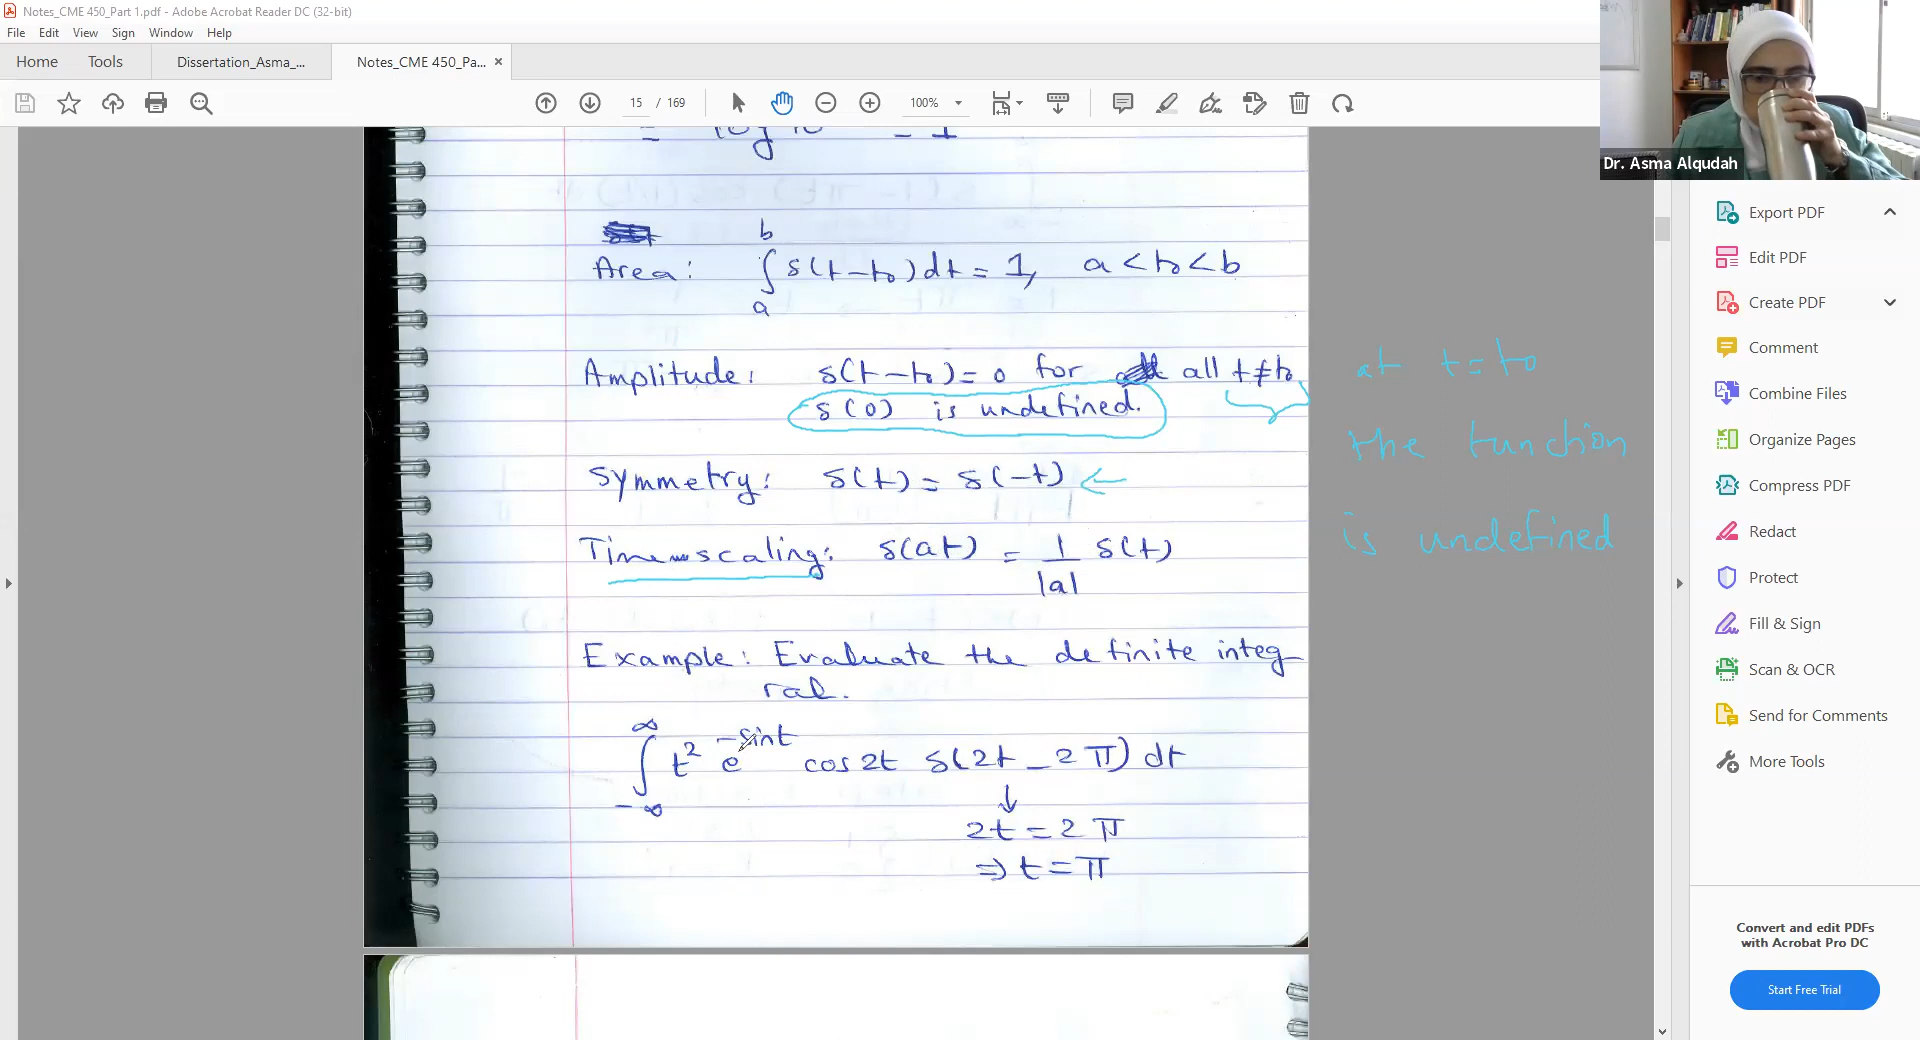 Notes_CME 450_Part 1.pdf - Adobe Acrobat Reader DC (32-bit)
File Edit View Sign Window Help
Home Tools Dissertation_Asma_... Notes_CME 450_Pa... ×
15 / 169 100%
Dr. Asma Alqudah
Area: ∫_a^b δ(t-t₀)dt = 1, a < t₀ < b
Amplitude: δ(t-t₀) = 0 for all t≠t₀
δ(0) is undefined.
at t=t₀
the function
is undefined
Symmetry: δ(t) = δ(-t) ←
Time scaling: δ(at) = 1/|a| δ(t)
Example: Evaluate the definite integ-
ral.
∫_-∞^∞ t² e^-sint cos2t δ(2t - 2π) dt
↓
2t = 2π
⇒ t = π
Export PDF
Edit PDF
Create PDF
Comment
Combine Files
Organize Pages
Compress PDF
Redact
Protect
Fill & Sign
Scan & OCR
Send for Comments
More Tools
Convert and edit PDFs
with Acrobat Pro DC
Start Free Trial